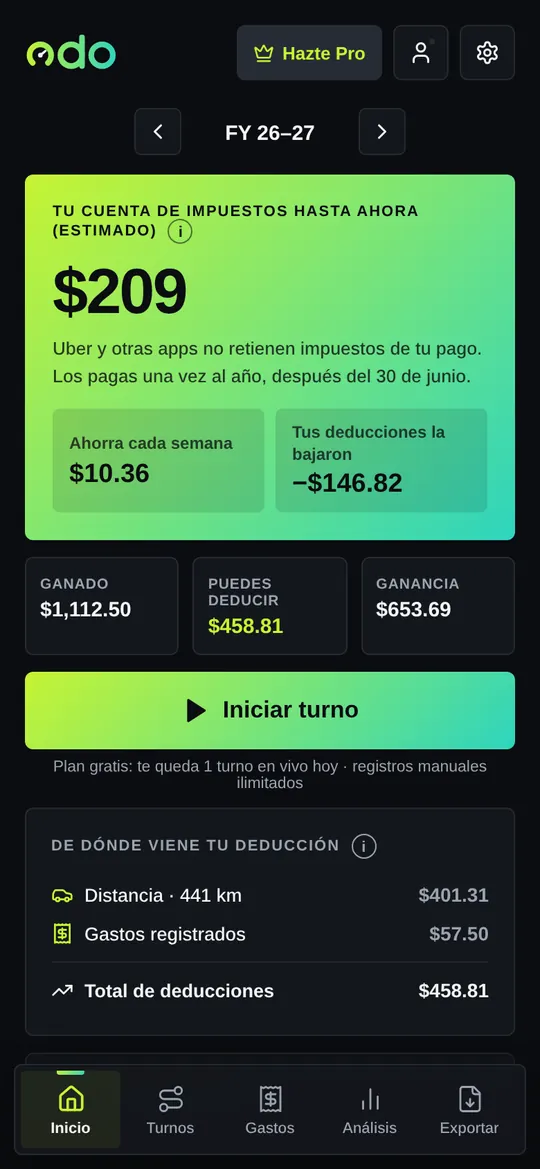 odo
Hazte Pro
FY 26–27
TU CUENTA DE IMPUESTOS HASTA AHORA
(ESTIMADO) i
$209
Uber y otras apps no retienen impuestos de tu pago.
Los pagas una vez al año, después del 30 de junio.
Ahorra cada semana
$10.36
Tus deducciones la
bajaron
−$146.82
GANADO
$1,112.50
PUEDES
DEDUCIR
$458.81
GANANCIA
$653.69
Iniciar turno
Plan gratis: te queda 1 turno en vivo hoy · registros manuales
ilimitados
DE DÓNDE VIENE TU DEDUCCIÓN i
Distancia · 441 km $401.31
Gastos registrados $57.50
Total de deducciones $458.81
Inicio
Turnos
Gastos
Análisis
Exportar